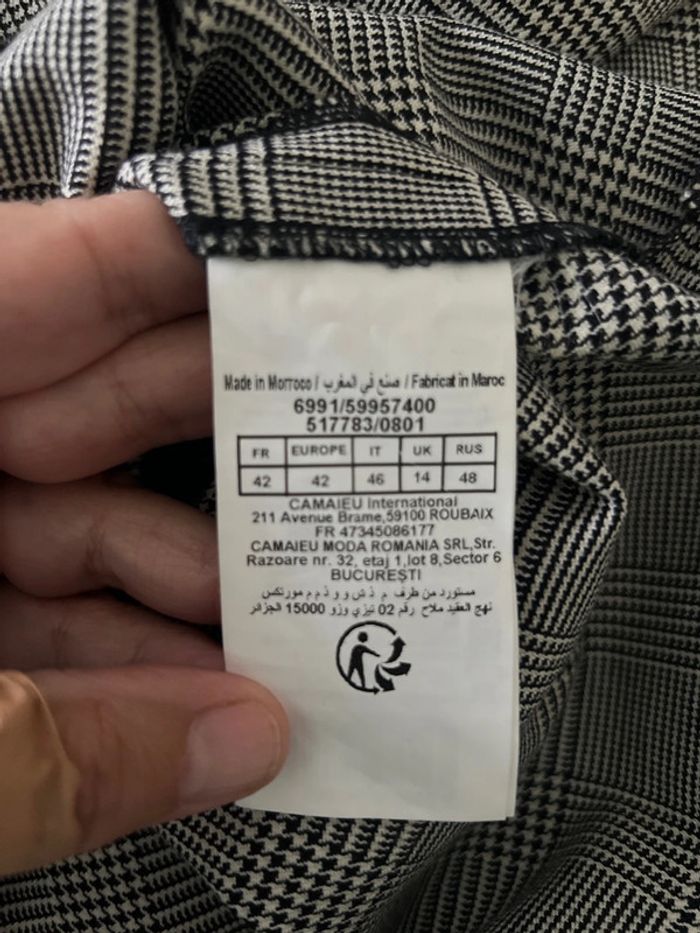 Made in Morroco / صنع في المغرب / Fabricat in Maroc
6991/59957400
517783/0801
FR EUROPE IT UK RUS
42 42 46 14 48
CAMAIEU International
211 Avenue Brame,59100 ROUBAIX
FR 47345086177
CAMAIEU MODA ROMANIA SRL,Str.
Razoare nr. 32, etaj 1,lot 8,Sector 6
BUCUREȘTI
مستورد من طرف م ذ ش و و ذ م م مورتكس
نهج العقيد ملاح رقم 02 تيزي وزو 15000 الجزائر